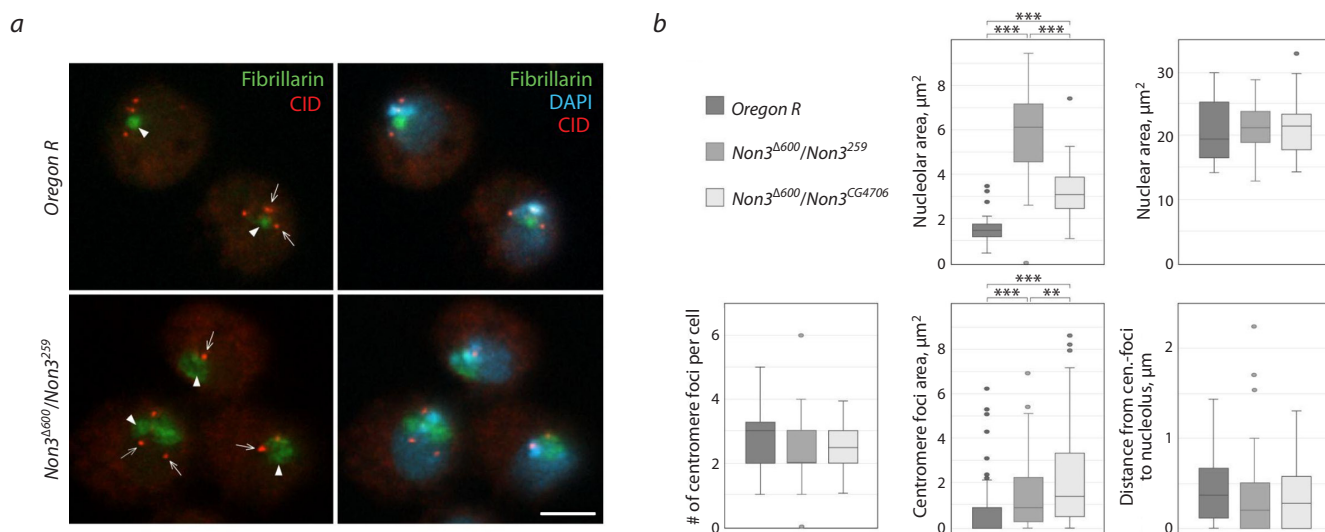 a
Fibrillarin
CID
Fibrillarin
DAPI
CID
Oregon R
Non3Δ600/Non3259
b
Oregon R
Non3Δ600/Non3259
Non3Δ600/Non3CG4706
***
*** ***
Nucleolar area, µm2
8
6
4
2
0
Nuclear area, µm2
30
20
10
0
# of centromere foci per cell
6
4
2
0
***
*** **
Centromere foci area, µm2
8
6
4
2
0
Distance from cen.-foci
to nucleolus, µm
2
1
0